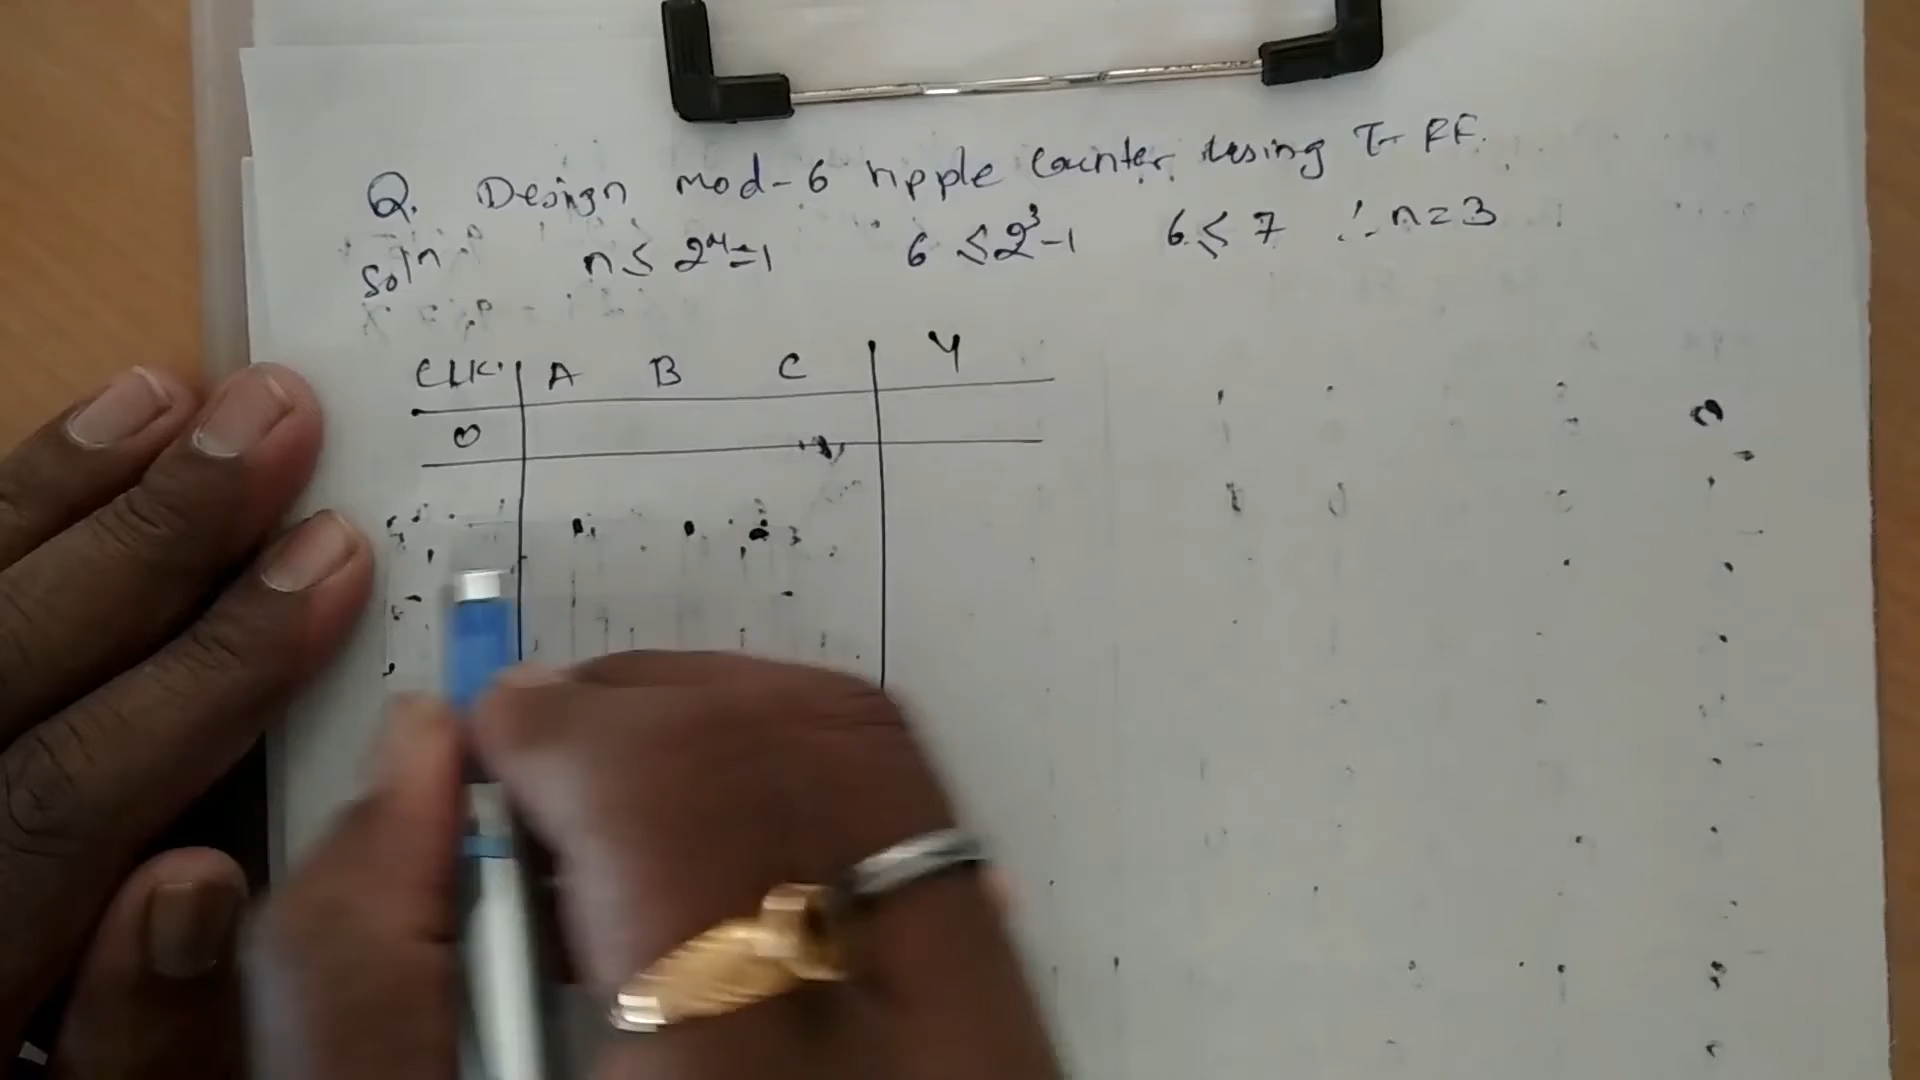 Q. Design mod-6 ripple counter using T-FF.
Soln n ≤ 2^n-1 6 ≤ 2^3-1 6 ≤ 7 ∴ n=3
CLK A B C Y
0